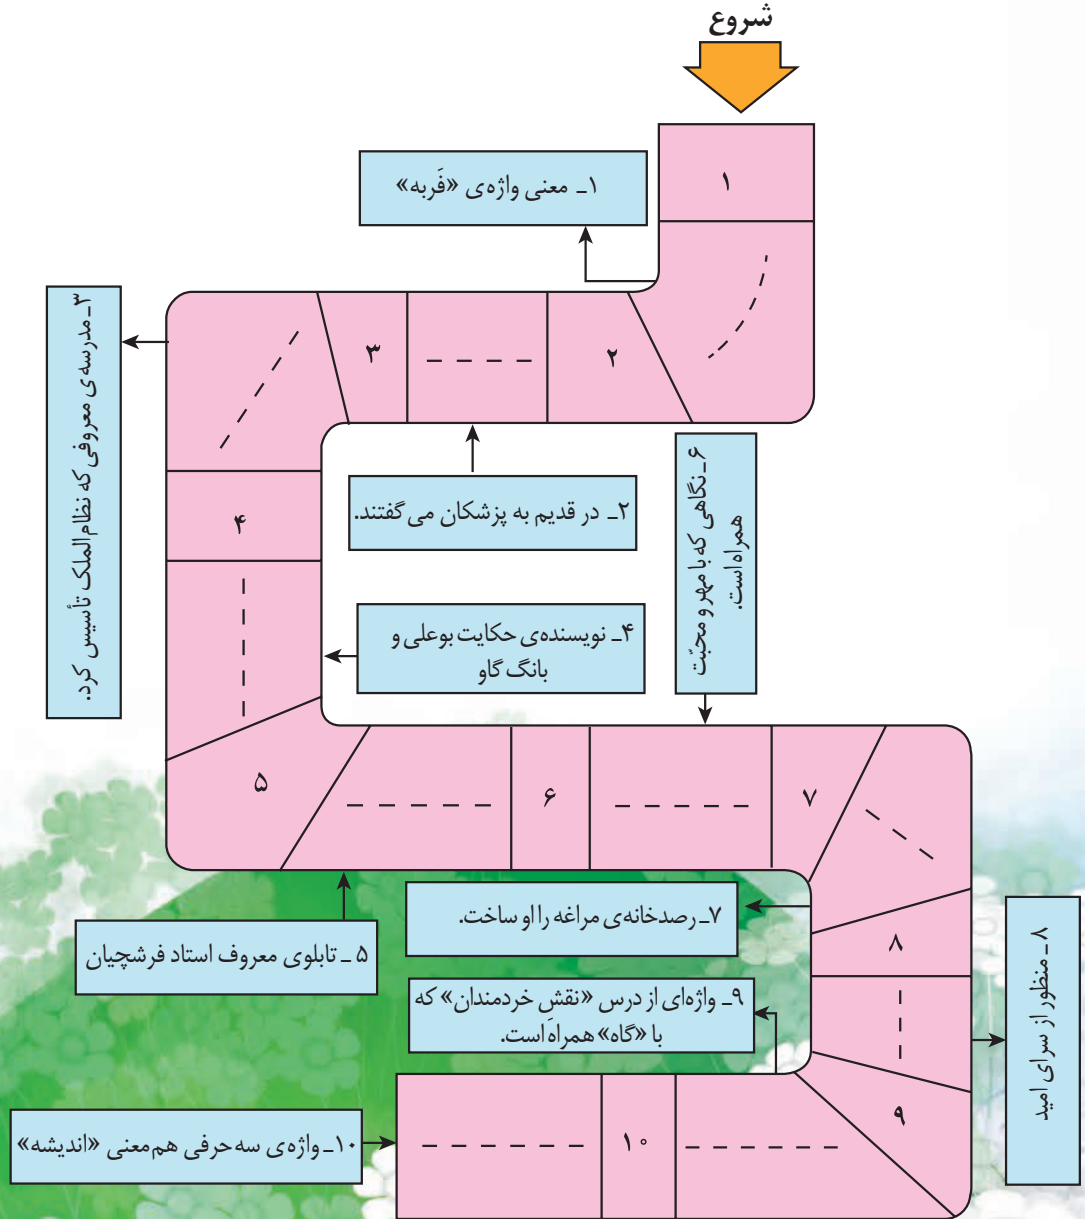 شروع
۱
۱ـ معنی واژه‌ی «فَربه»
۲
۳
۳ـ مدرسه‌ی معروفی که نظام‌الملک تأسیس کرد.
۲ـ در قدیم به پزشکان می‌گفتند.
۴
۶ـ نگاهی که با مهر و محبّت
همراه است.
۴ـ نویسنده‌ی حکایت بوعلی و
بانگ گاو
۵
۶
۷
۷ـ رصدخانه‌ی مراغه را او ساخت.
۵ ـ تابلوی معروف استاد فرشچیان
۸
۸ ـ منظور از سرای امید
۹ـ واژه‌ای از درس «نقشِ خردمندان» که
با «گاه» همراه است.
۹
۱۰
۱۰ـ واژه‌ی سه حرفی هم‌معنی «اندیشه»